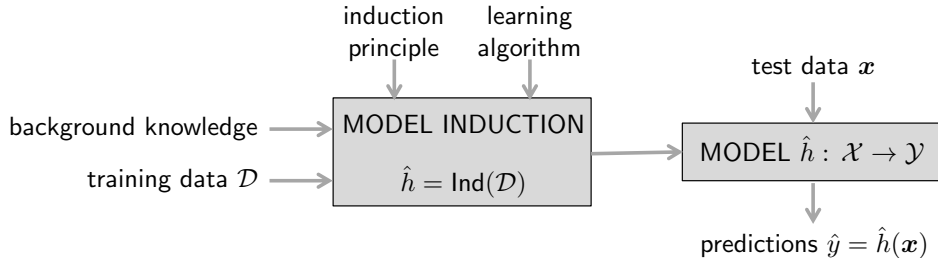 induction
principle
learning
algorithm
test data 𝒙
background knowledge
MODEL INDUCTION
training data 𝒟
ĥ = Ind(𝒟)
MODEL ĥ : 𝒳 → 𝒴
predictions ŷ = ĥ(𝒙)